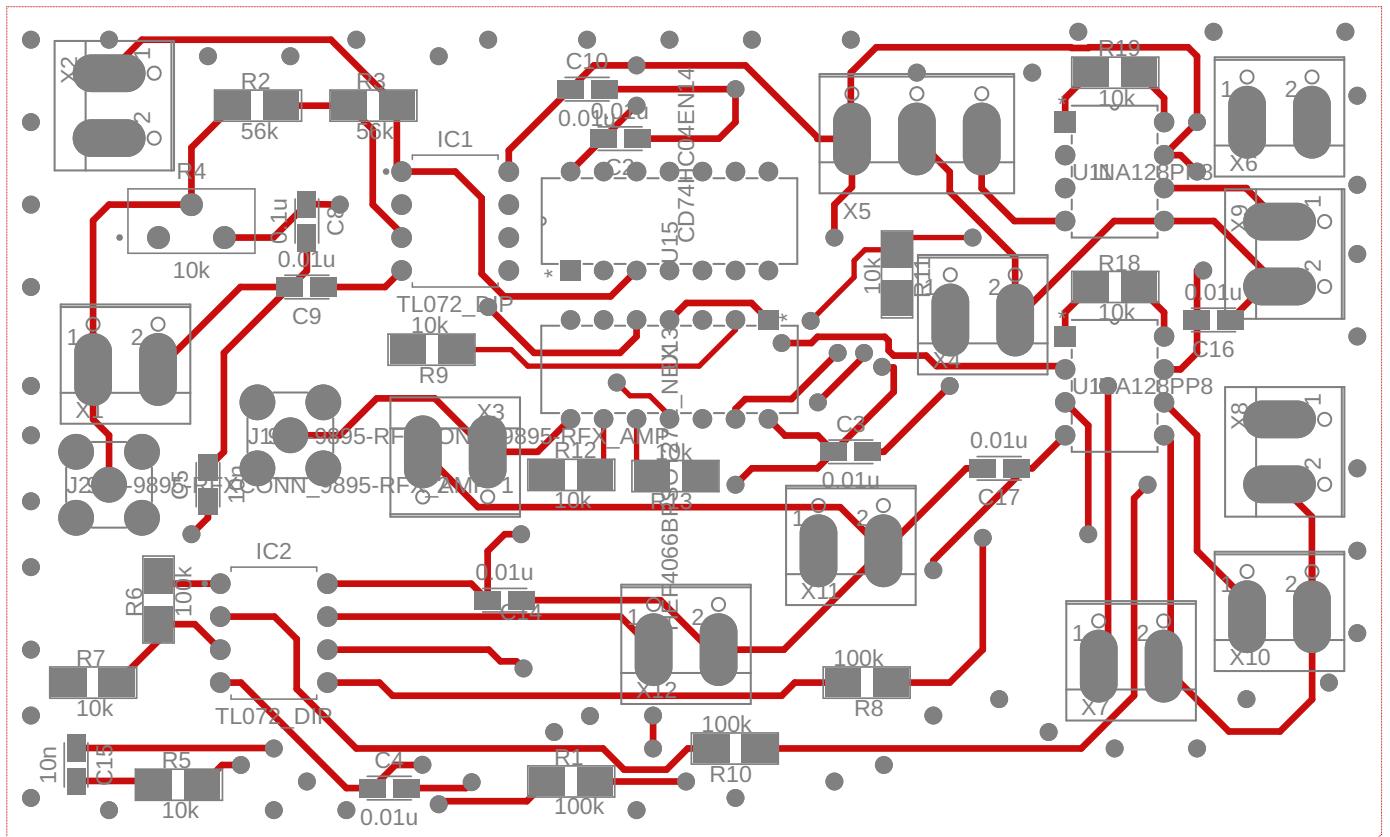 X2
1
2
R2
56k
R3
56k
R4
10k
0.1u
C8
0.01u
C9
IC1
TL072_DIP
C10
0.01u
0.01u
C2
CD74HC04EN14
U15
*
X5
R19
*
10k
1
2
X6
X9
1
2
10k
R11
1
2
X4
R18
*
10k
0.01u
C16
1
2
X1
10k
R9
*
X3
1
2
R12
10k
10k
R13
C3
0.01u
0.01u
C17
X8
1
2
10n
IC2
TL072_DIP
R6
100k
R7
10k
0.01u
C14
1
2
X11
1
2
X12
100k
R8
1
2
X7
1
2
X10
10n
C15
R5
10k
C4
0.01u
R1
100k
100k
R10